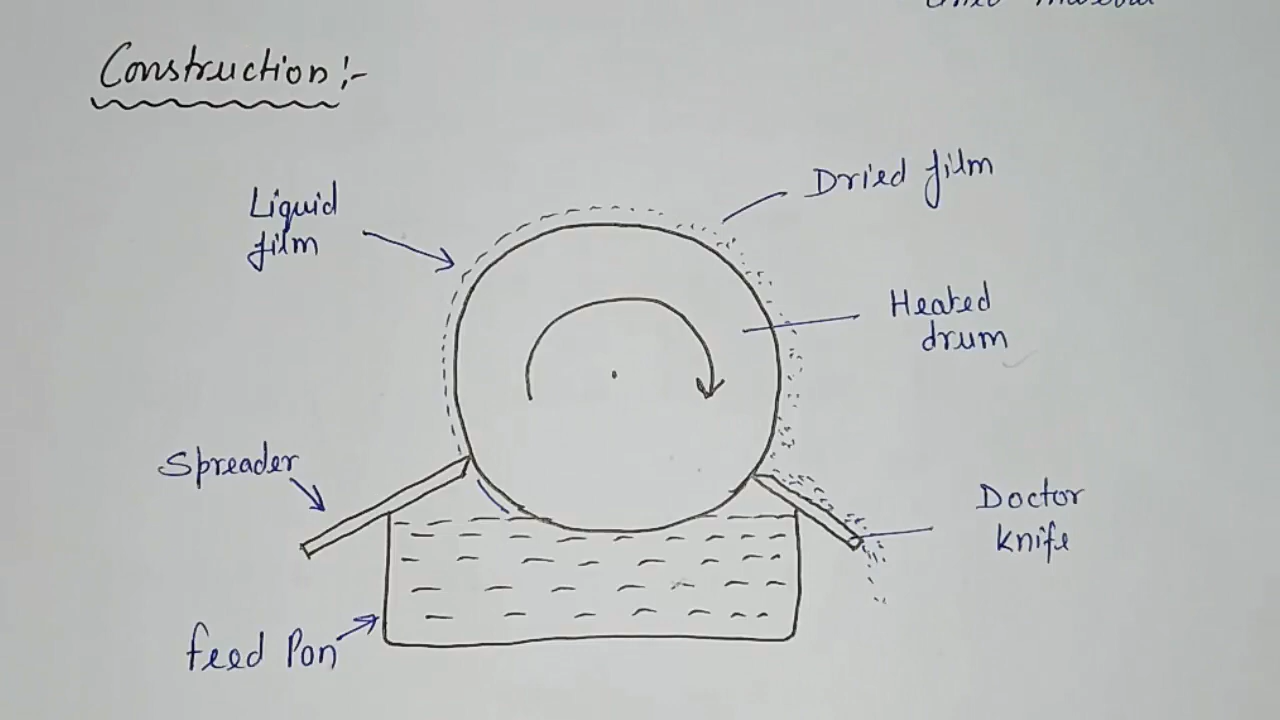 Construction:-
Liquid
film
Dried film
Heated
drum
Spreader
Doctor
knife
feed Pan